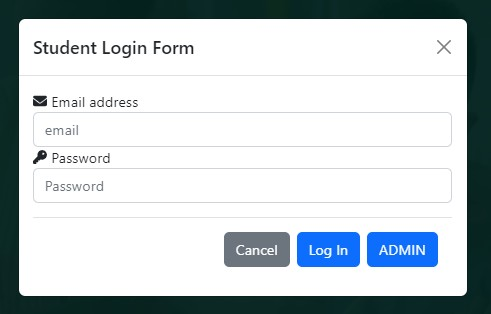 Student Login Form
Email address
email
Password
Password
Cancel Log In ADMIN